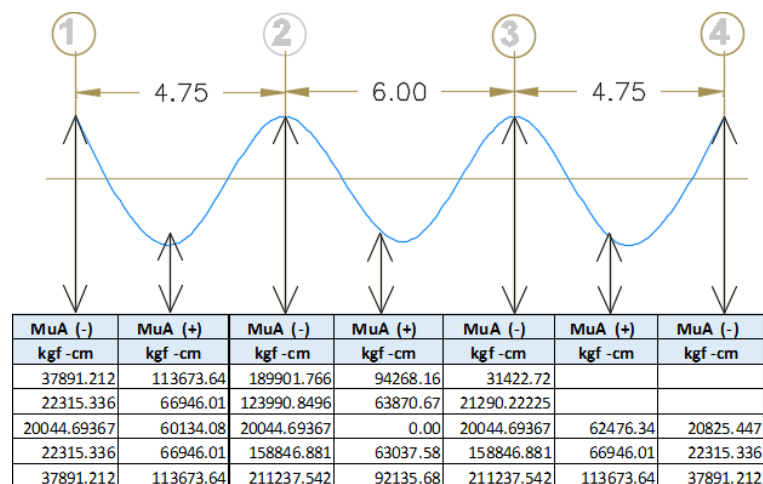 1 2 3 4
4.75 6.00 4.75
MuA (-) MuA (+) MuA (-) MuA (+) MuA (-) MuA (+) MuA (-)
kgf -cm kgf -cm kgf -cm kgf -cm kgf -cm kgf -cm kgf -cm
37891.212 113673.64 189901.766 94268.16 31422.72
22315.336 66946.01 123990.8496 63870.67 21290.22225
20044.69367 60134.08 20044.69367 0.00 20044.69367 62476.34 20825.447
22315.336 66946.01 158846.881 63037.58 158846.881 66946.01 22315.336
37891.212 113673.64 211237.542 92135.68 211237.542 113673.64 37891.212